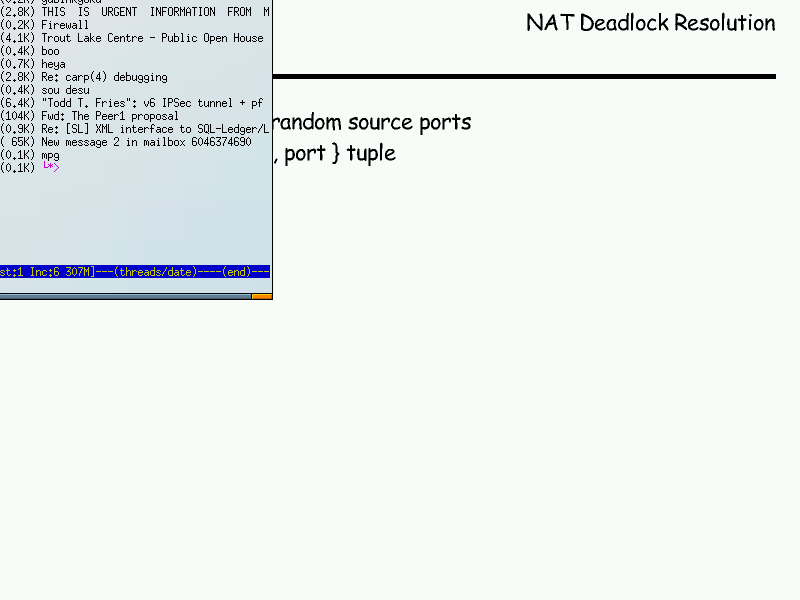 (2.8K) THIS IS URGENT INFORMATION FROM M
(0.2K) Firewall
(4.1K) Trout Lake Centre - Public Open House
(0.4K) boo
(0.7K) heya
(2.8K) Re: carp(4) debugging
(0.4K) sou desu
(6.4K) "Todd T. Fries": v6 IPSec tunnel + pf
(104K) Fwd: The Peer1 proposal
(0.9K) Re: [SL] XML interface to SQL-Ledger/L
( 65K) New message 2 in mailbox 6046374690
(0.1K) mpg
(0.1K) └*>
st:1 Inc:6 307M]---(threads/date)----(end)---
NAT Deadlock Resolution
random source ports
, port } tuple